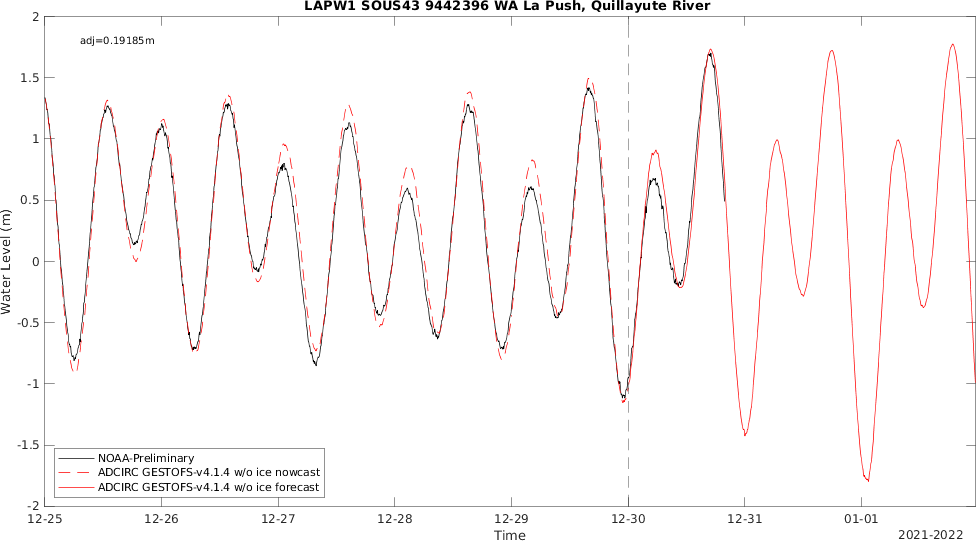 LAPW1 SOUS43 9442396 WA La Push, Quillayute River
adj=0.19185m
2
1.5
1
0.5
0
-0.5
-1
-1.5
-2
Water Level (m)
NOAA-Preliminary
ADCIRC GESTOFS-v4.1.4 w/o ice nowcast
ADCIRC GESTOFS-v4.1.4 w/o ice forecast
12-25 12-26 12-27 12-28 12-29 12-30 12-31 01-01
Time
2021-2022